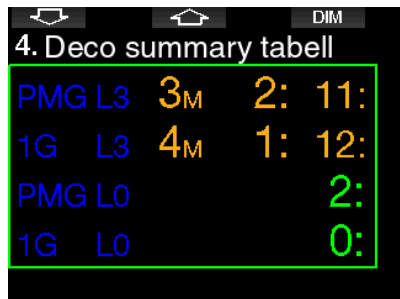 DIM
4. Deco summary tabell
PMG L3 3M 2: 11:
1G L3 4M 1: 12:
PMG L0 2:
1G L0 0: